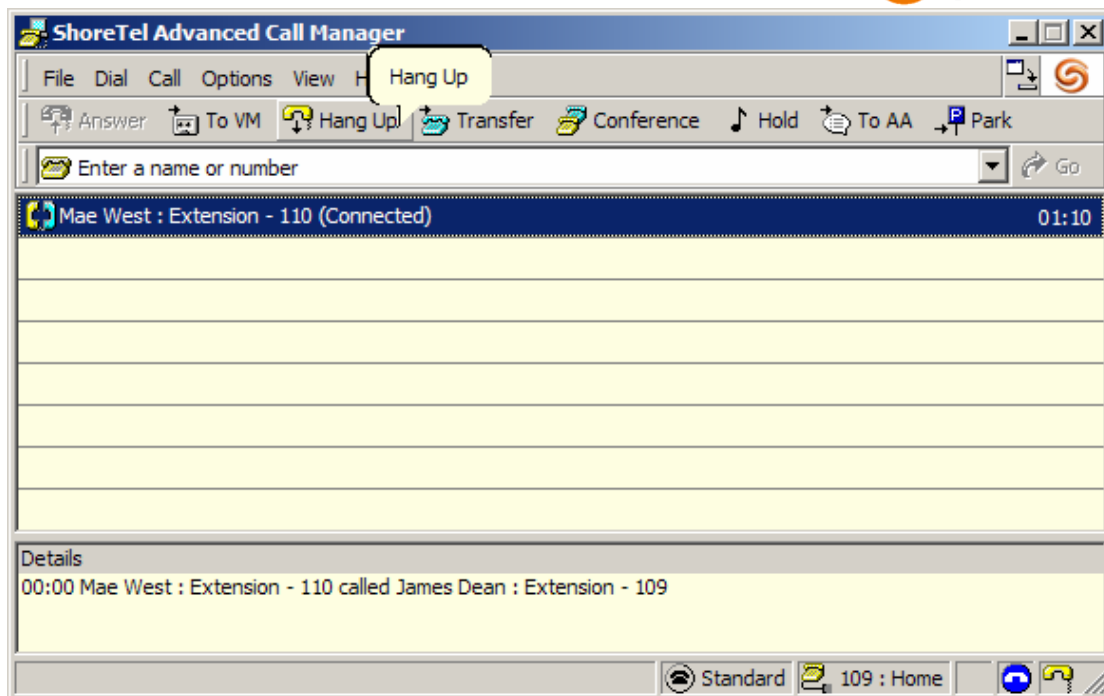 ShoreTel Advanced Call Manager
File Dial Call Options View H
Hang Up
Answer To VM Hang Up Transfer Conference Hold To AA Park
Enter a name or number Go
Mae West : Extension - 110 (Connected) 01:10
Details
00:00 Mae West : Extension - 110 called James Dean : Extension - 109
Standard 109 : Home